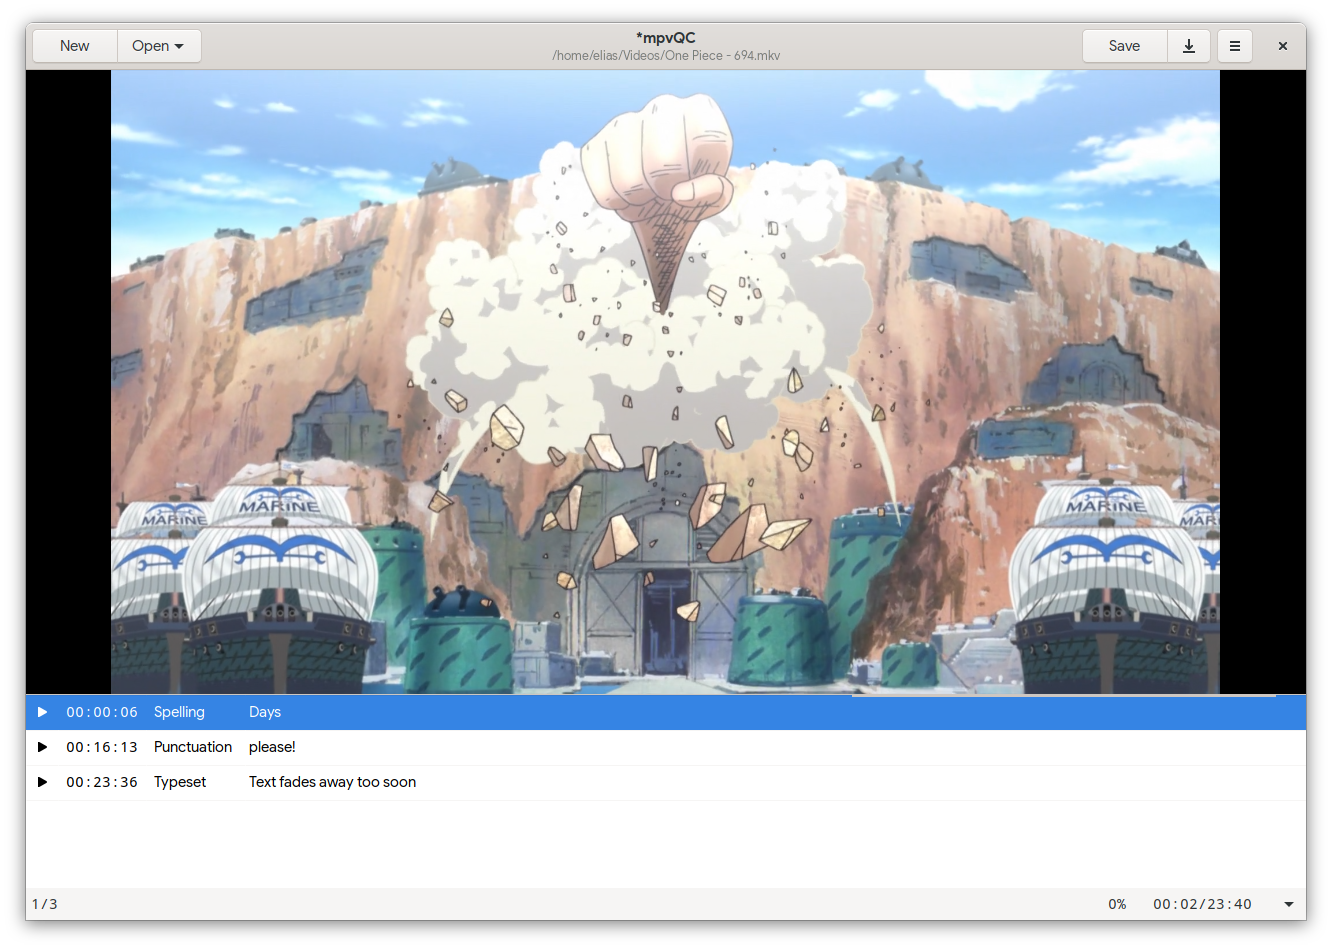 New
Open
*mpvQC
/home/elias/Videos/One Piece - 694.mkv
Save
MARINE
MARINE
MARINE
MAR
00:00:06 Spelling Days
00:16:13 Punctuation please!
00:23:36 Typeset Text fades away too soon
1/3
0% 00:02/23:40